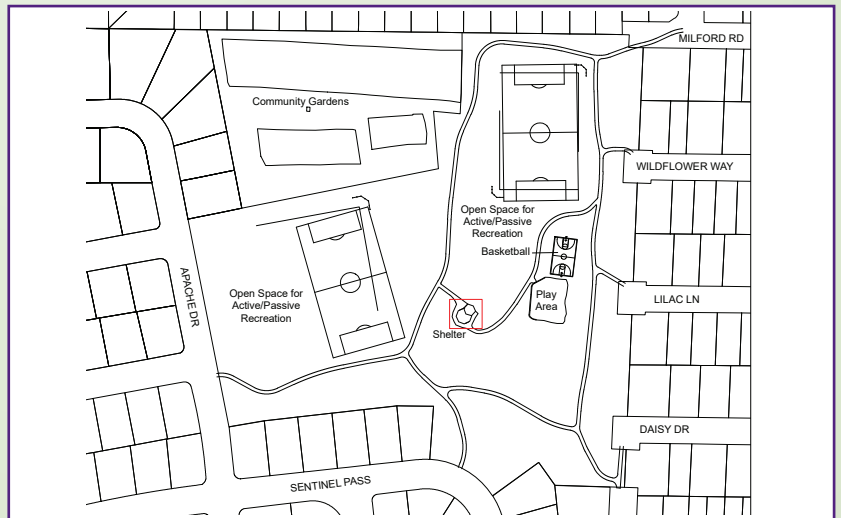 MILFORD RD
Community Gardens
WILDFLOWER WAY
Open Space for
Active/Passive
Recreation
Basketball
APACHE DR
Open Space for
Active/Passive
Recreation
Play
Area
LILAC LN
Shelter
DAISY DR
SENTINEL PASS